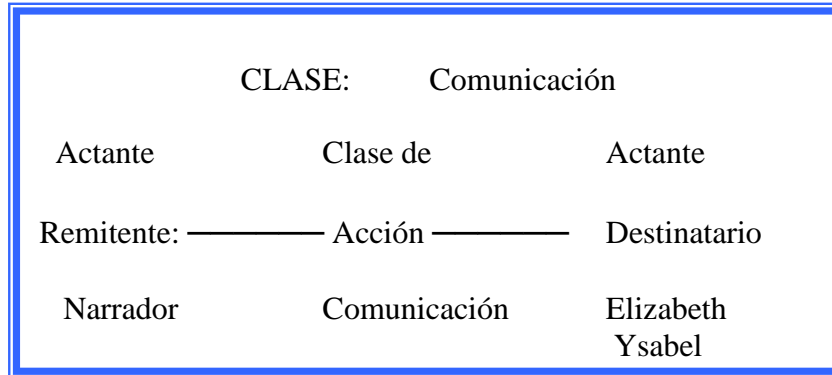 CLASE: Comunicación
Actante Clase de Actante
Remitente: Acción Destinatario
Narrador Comunicación Elizabeth
Ysabel